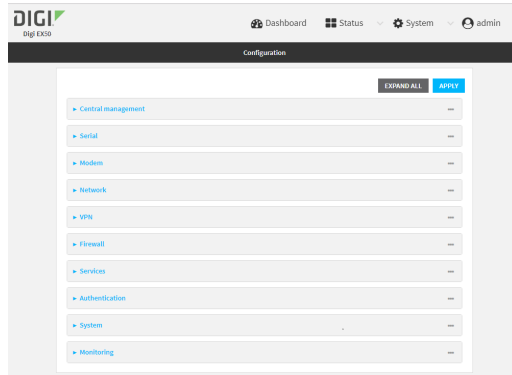 DIGI
Digi EX50
Dashboard Status System admin
Configuration
EXPAND ALL APPLY
Central management
Serial
Modem
Network
VPN
Firewall
Services
Authentication
System
Monitoring